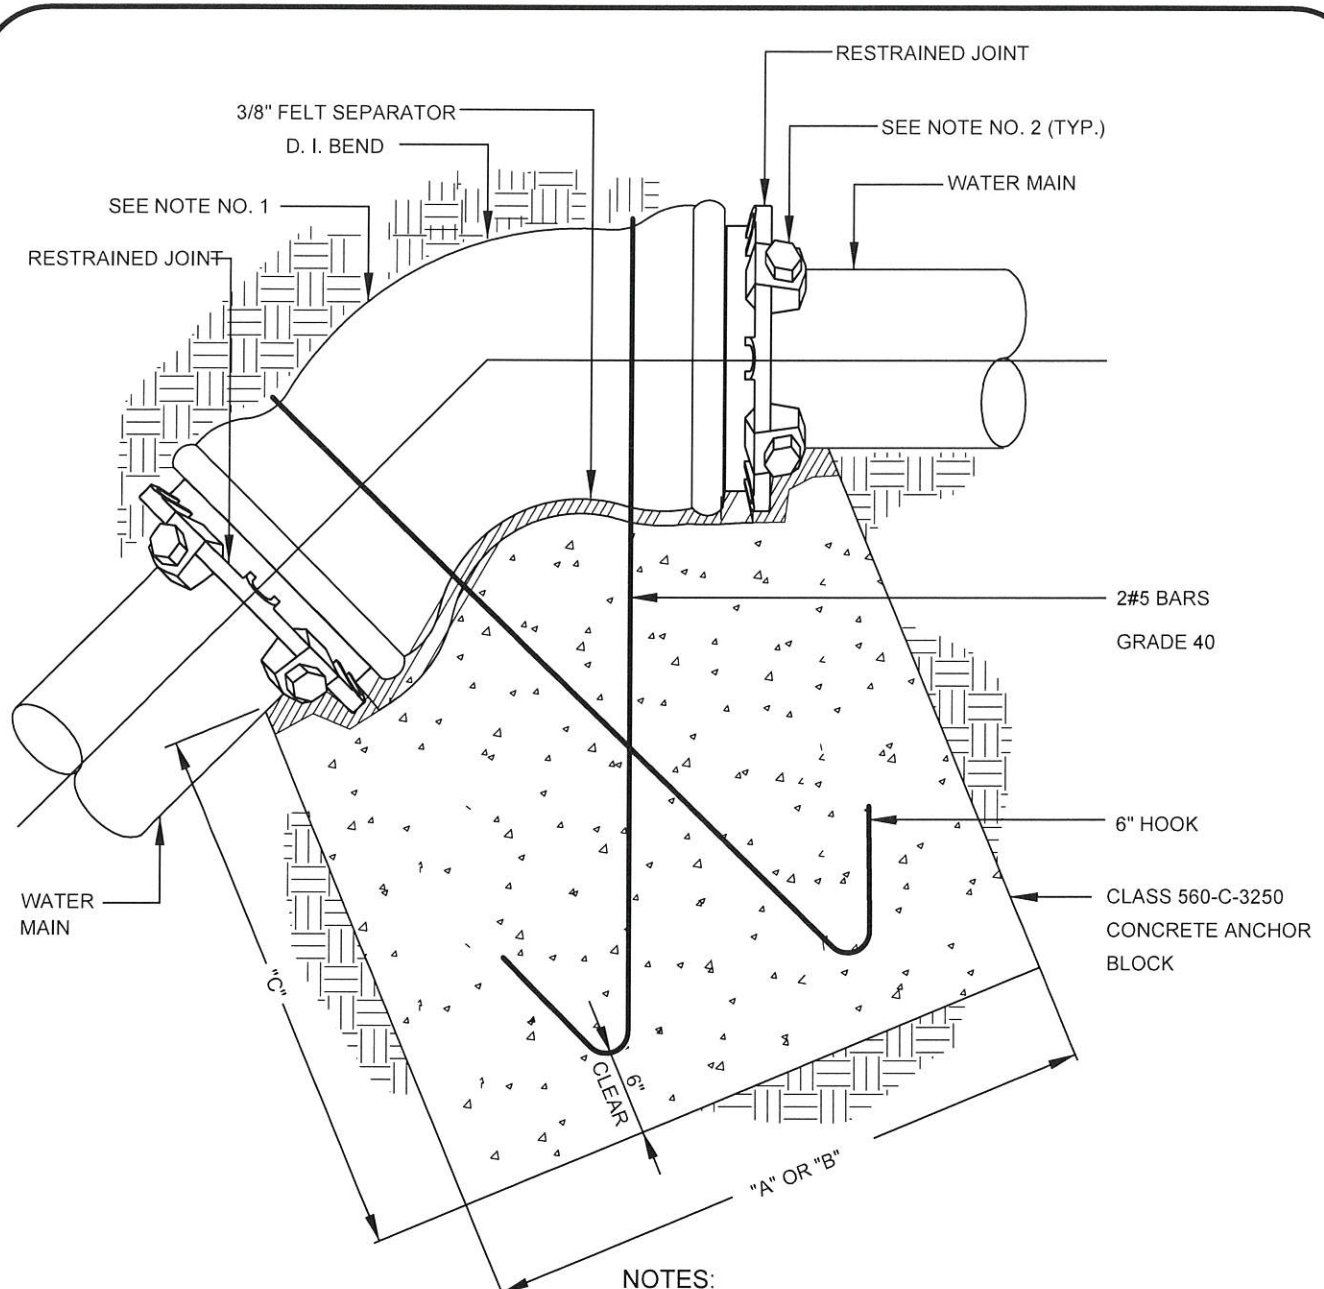 RESTRAINED JOINT
3/8" FELT SEPARATOR
SEE NOTE NO. 2 (TYP.)
D. I. BEND
WATER MAIN
SEE NOTE NO. 1
RESTRAINED JOINT
2#5 BARS
GRADE 40
6" HOOK
WATER
MAIN
CLASS 560-C-3250
CONCRETE ANCHOR
BLOCK
"C"
6"
CLEAR
"A" OR "B"
NOTES: